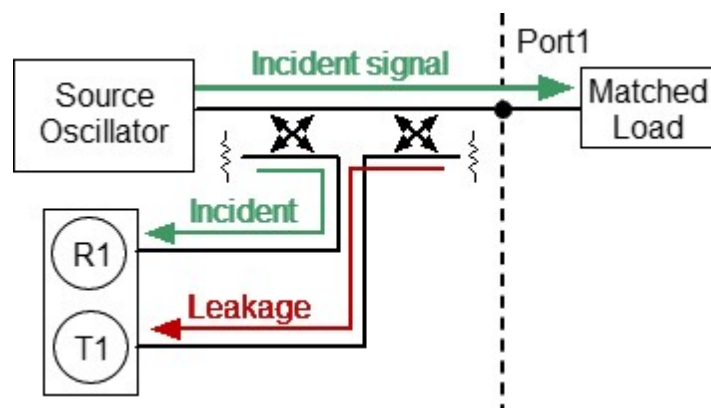 Port1
Incident signal
Source
Oscillator
Matched
Load
Incident
R1
Leakage
T1